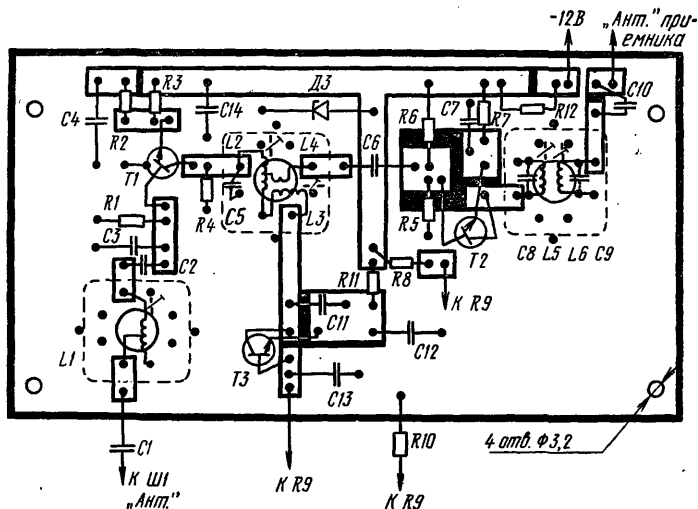 -12В
„Ант.” при-
емника
R3
C4
R2
C14
Д3
R6
C7
R7
R12
C10
T1
L2
L4
C6
C5
R4
L3
R1
C3
C2
R5
T2
C8 L5 L6 C9
R11
R8
К R9
L1
C11
T3
C12
C13
C1
R10
4 отв. Ф3,2
К Ш1
„Ант.”
К R9
К R9